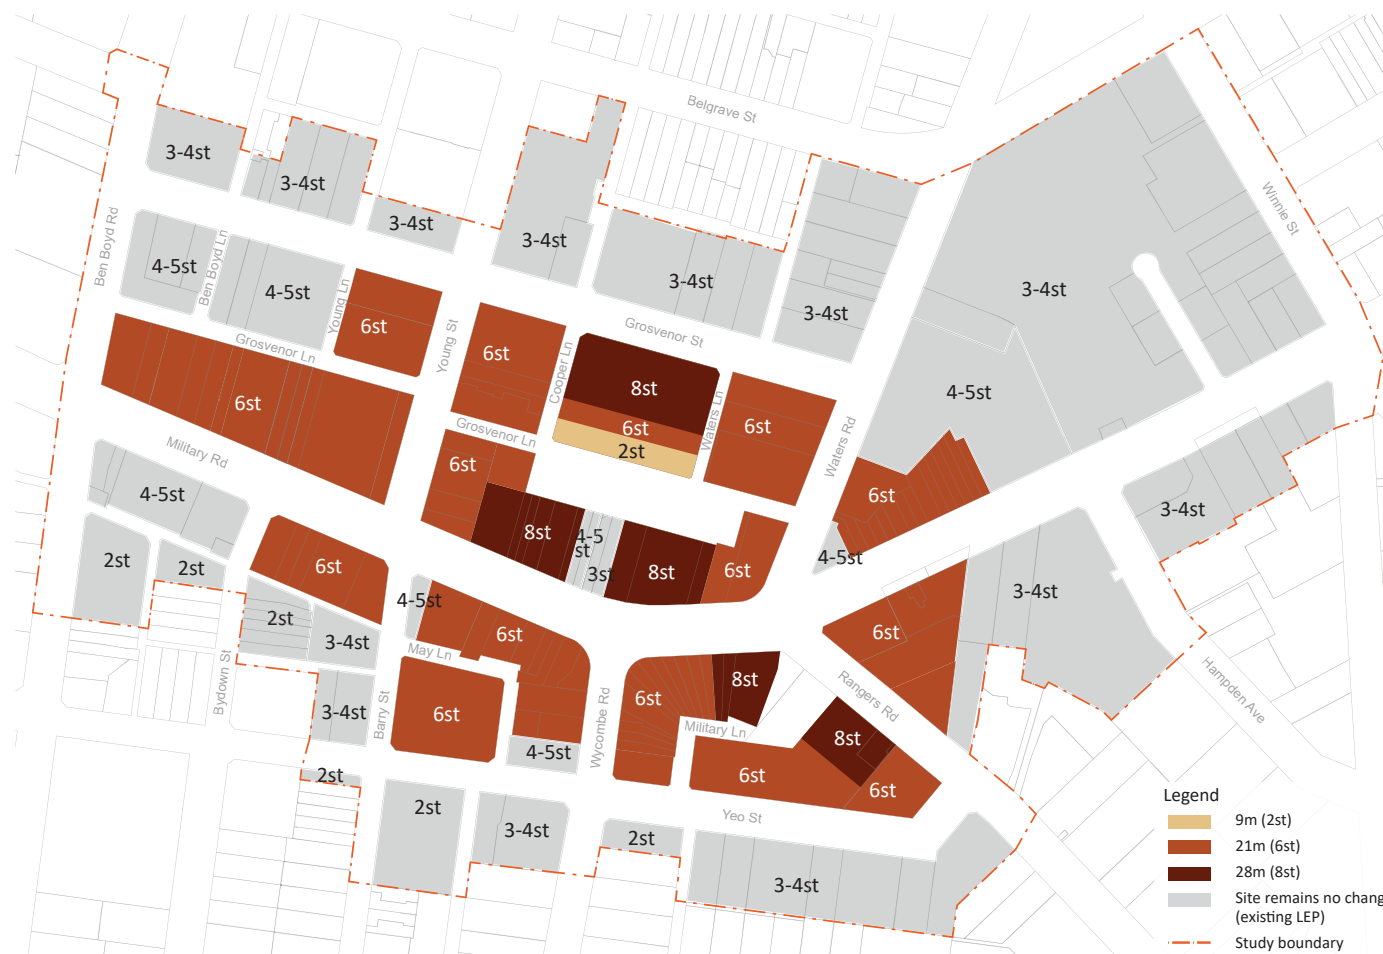 Belgrave St
3-4st
3-4st
3-4st
3-4st
3-4st
3-4st
3-4st
Winnie St
Ben Boyd Rd
4-5st
Ben Boyd Ln
4-5st
Young Ln
6st
Grosvenor Ln
6st
Young St
6st
Cooper Ln
Grosvenor St
8st
6st
2st
Waters Ln
6st
Waters Rd
4-5st
Military Rd
Grosvenor Ln
6st
4-5st
8st
4-5
st
3st
8st
6st
6st
4-5st
3-4st
2st
2st
6st
2st
3-4st
4-5st
6st
May Ln
3-4st
6st
3-4st
Bydown St
Barry St
6st
4-5st
Wycombe Rd
6st
8st
Military Ln
Rangers Rd
8st
6st
6st
Hampden Ave
2st
2st
3-4st
2st
Yeo St
3-4st
Legend
9m (2st)
21m (6st)
28m (8st)
Site remains no chang
(existing LEP)
Study boundary